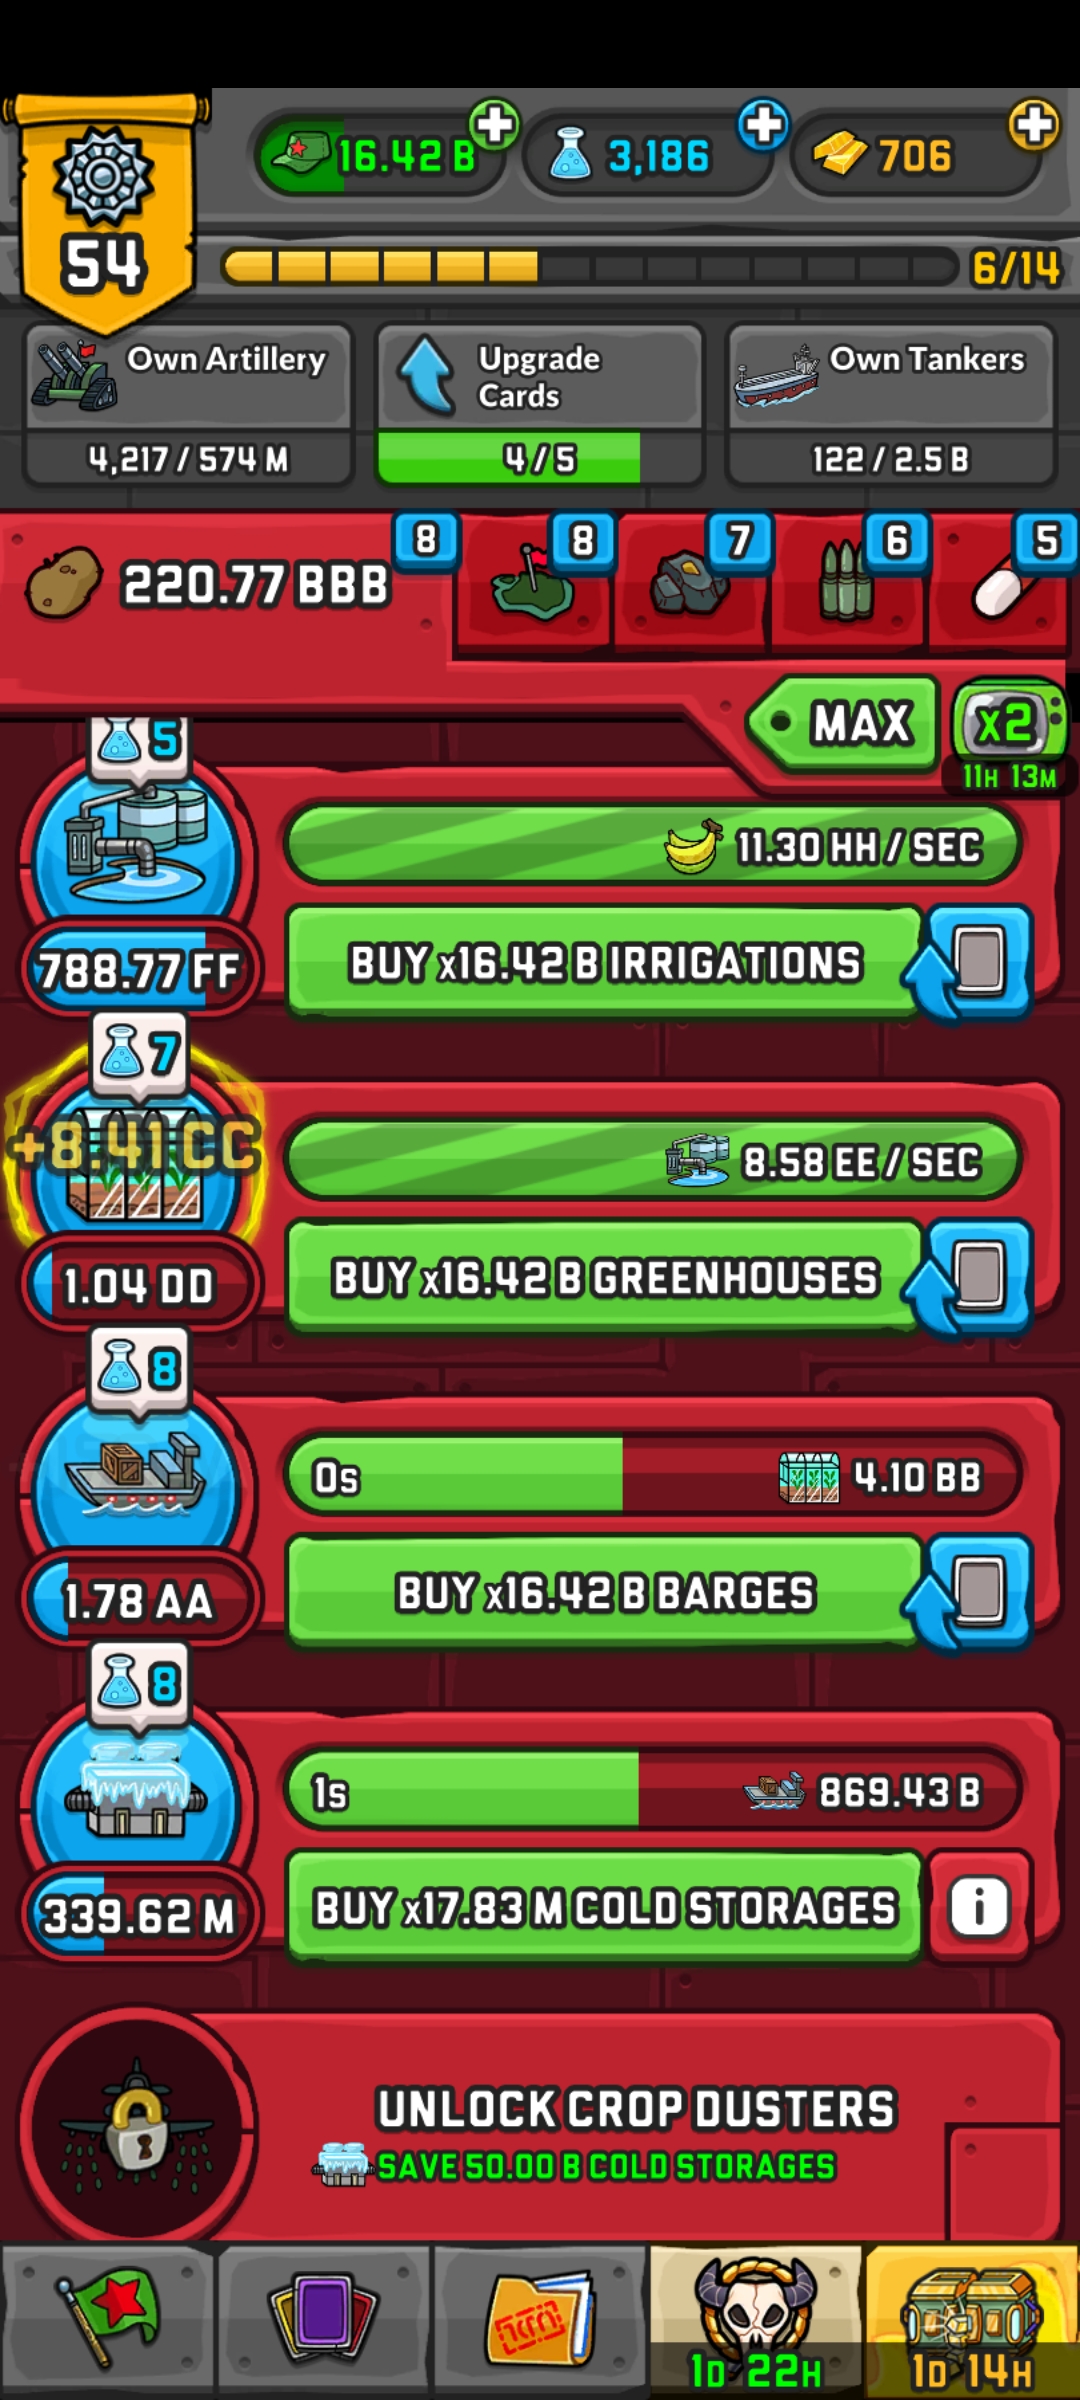 16.42 B
3,186
706
54
6/14
Own Artillery
4,217 / 574 M
Upgrade
Cards
4 / 5
Own Tankers
122 / 2.5 B
220.77 BBB
8
8
7
6
5
MAX
x2
11H 13M
5
11.30 HH / SEC
788.77 FF
BUY x16.42 B IRRIGATIONS
7
+8.41 CC
8.58 EE / SEC
1.04 DD
BUY x16.42 B GREENHOUSES
8
0s
4.10 BB
1.78 AA
BUY x16.42 B BARGES
8
1s
869.43 B
339.62 M
BUY x17.83 M COLD STORAGES
i
UNLOCK CROP DUSTERS
SAVE 50.00 B COLD STORAGES
1D 22H
1D 14H